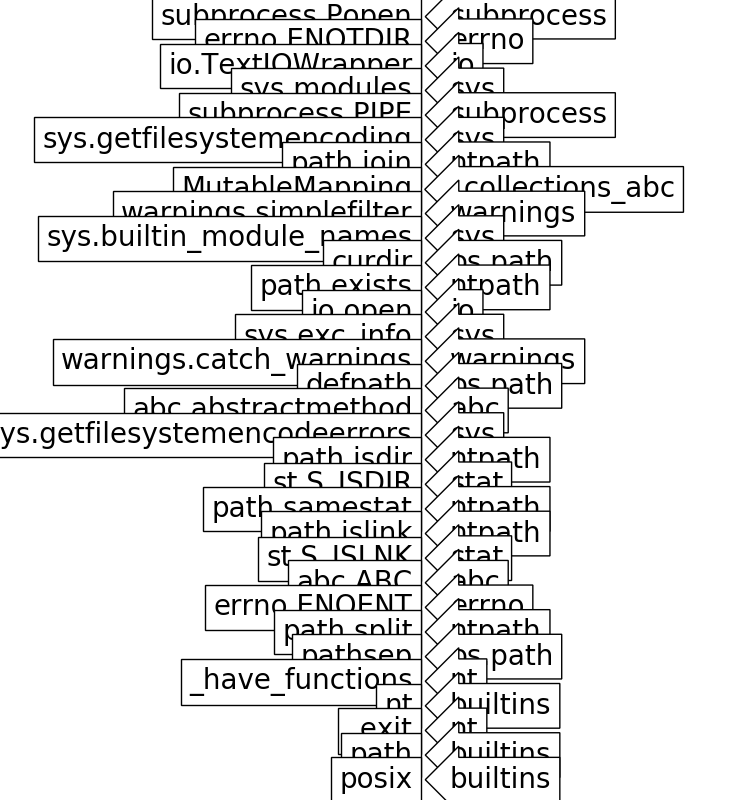 subprocess.Popen subprocess
errno.ENOTDIR errno
io.TextIOWrapper io
sys.modules sys
subprocess.PIPE subprocess
sys.getfilesystemencoding sys
path.join ntpath
MutableMapping collections_abc
warnings.simplefilter warnings
sys.builtin_module_names sys
curdir os.path
path.exists ntpath
io.open io
sys.exc_info sys
warnings.catch_warnings warnings
defpath os.path
abc.abstractmethod abc
ys.getfilesystemencodeerrors sys
path.isdir ntpath
st.S_ISDIR stat
path.samestat ntpath
path.islink ntpath
st.S_ISLNK stat
abc.ABC abc
errno.ENOENT errno
path.split ntpath
pathsep os.path
_have_functions nt
nt builtins
exit nt
path builtins
posix builtins